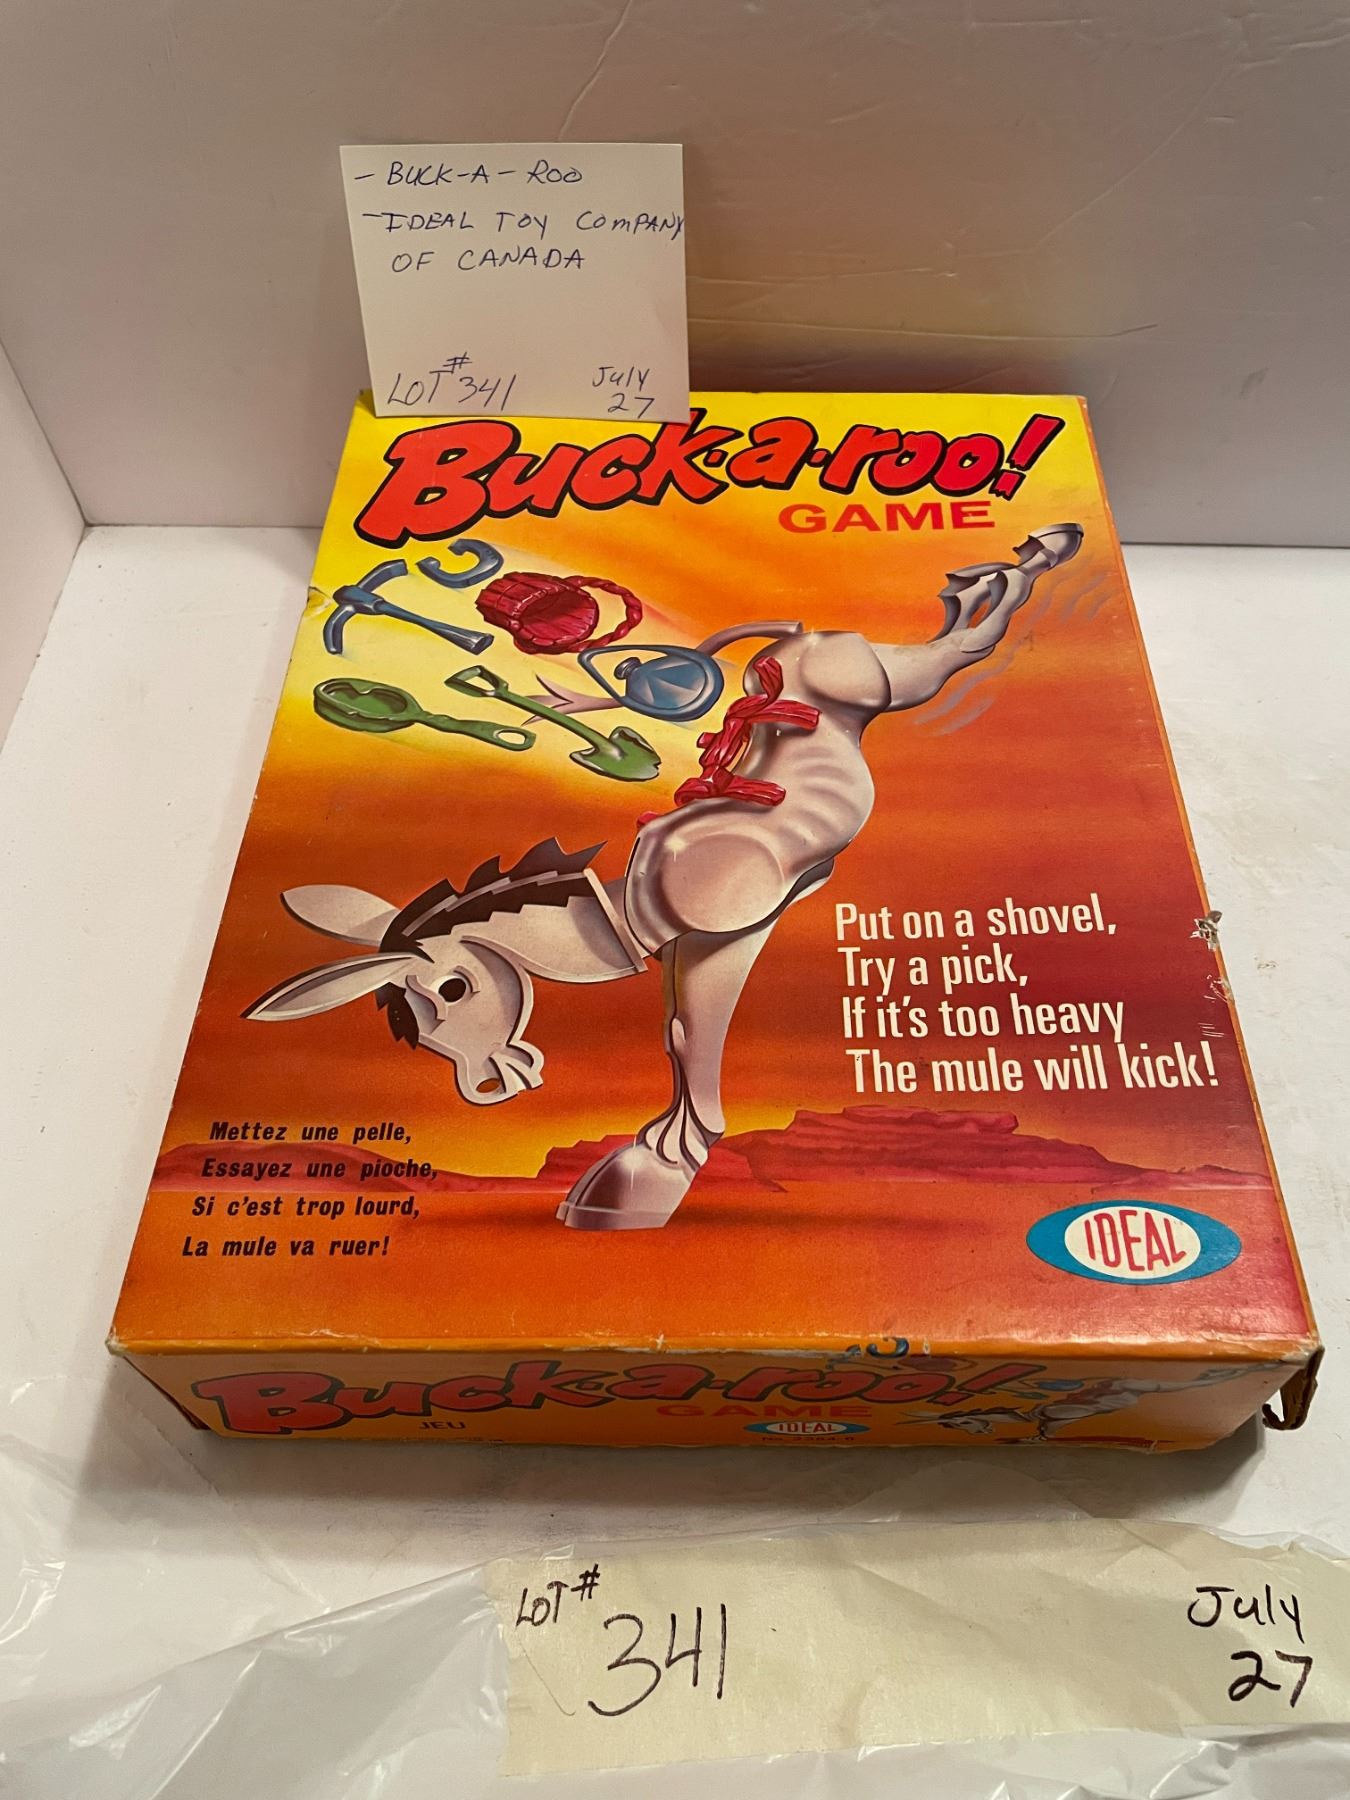 - BUCK-A-ROO
- IDEAL TOY COMPANY
OF CANADA
LOT # 341
July
27
Buck·a·roo!
GAME
Put on a shovel,
Try a pick,
If it's too heavy
The mule will kick!
Mettez une pelle,
Essayez une pioche,
Si c'est trop lourd,
La mule va ruer!
IDEAL
Buck·a·roo!
GAME
JEU
IDEAL
LOT # 341
July
27